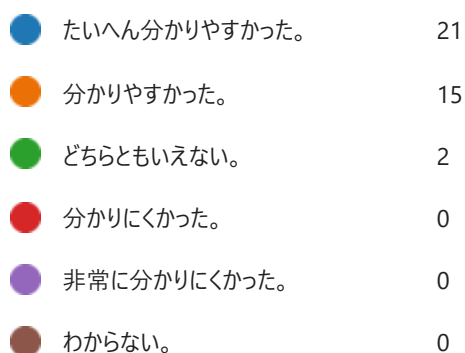 たいへん分かりやすかった。 21
分かりやすかった。 15
どちらともいえない。 2
分かりにくかった。 0
非常に分かりにくかった。 0
わからない。 0